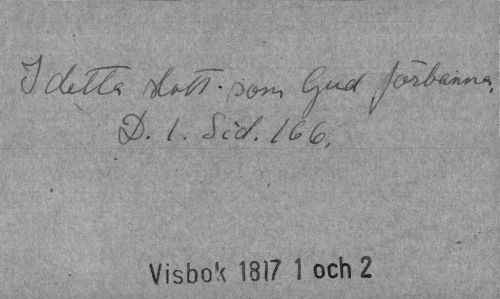 I detta slott som Gud förbanna,
D. 1. Sid. 166.
Visbok 1817 1 och 2